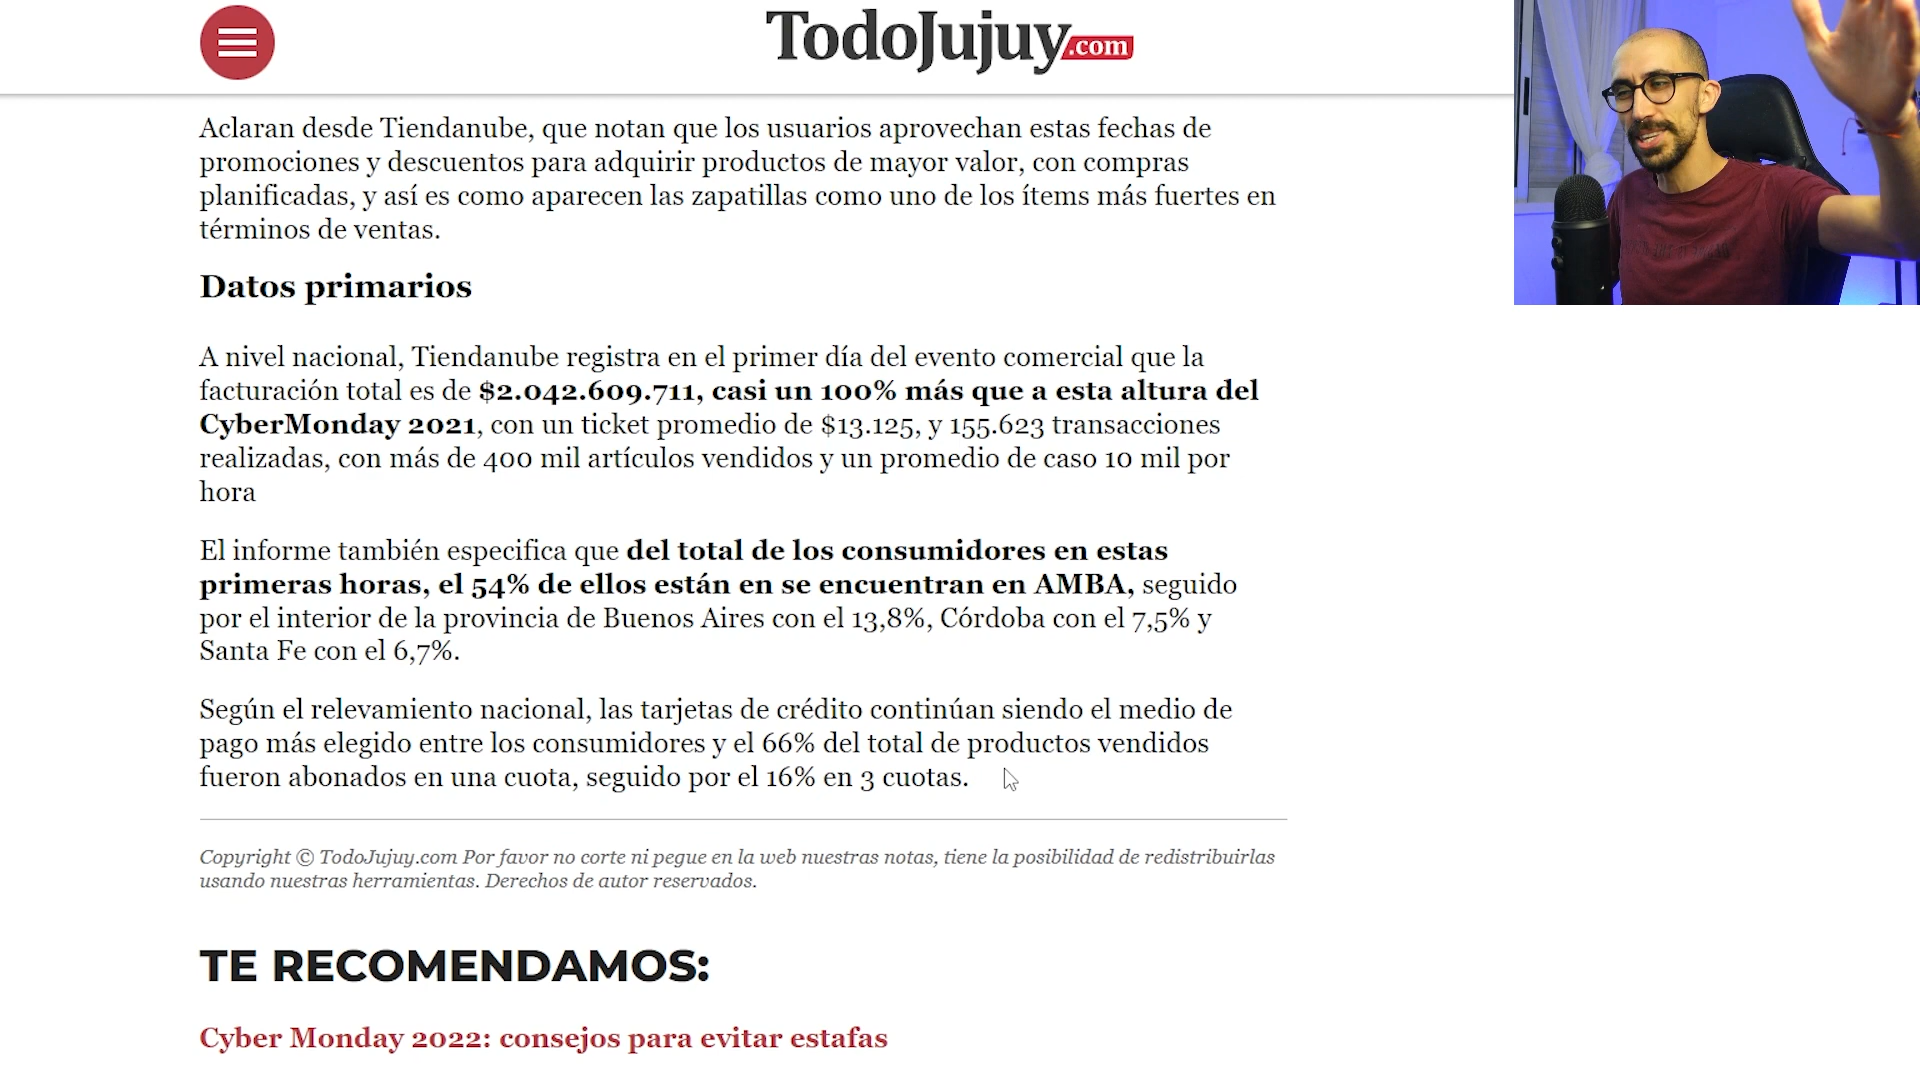 TodoJujuy.com
Aclaran desde Tiendanube, que notan que los usuarios aprovechan estas fechas de
promociones y descuentos para adquirir productos de mayor valor, con compras
planificadas, y así es como aparecen las zapatillas como uno de los ítems más fuertes en
términos de ventas.
Datos primarios
A nivel nacional, Tiendanube registra en el primer día del evento comercial que la
facturación total es de $2.042.609.711, casi un 100% más que a esta altura del
CyberMonday 2021, con un ticket promedio de $13.125, y 155.623 transacciones
realizadas, con más de 400 mil artículos vendidos y un promedio de caso 10 mil por
hora
El informe también especifica que del total de los consumidores en estas
primeras horas, el 54% de ellos están en se encuentran en AMBA, seguido
por el interior de la provincia de Buenos Aires con el 13,8%, Córdoba con el 7,5% y
Santa Fe con el 6,7%.
Según el relevamiento nacional, las tarjetas de crédito continúan siendo el medio de
pago más elegido entre los consumidores y el 66% del total de productos vendidos
fueron abonados en una cuota, seguido por el 16% en 3 cuotas.
Copyright © TodoJujuy.com Por favor no corte ni pegue en la web nuestras notas, tiene la posibilidad de redistribuirlas
usando nuestras herramientas. Derechos de autor reservados.
TE RECOMENDAMOS:
Cyber Monday 2022: consejos para evitar estafas